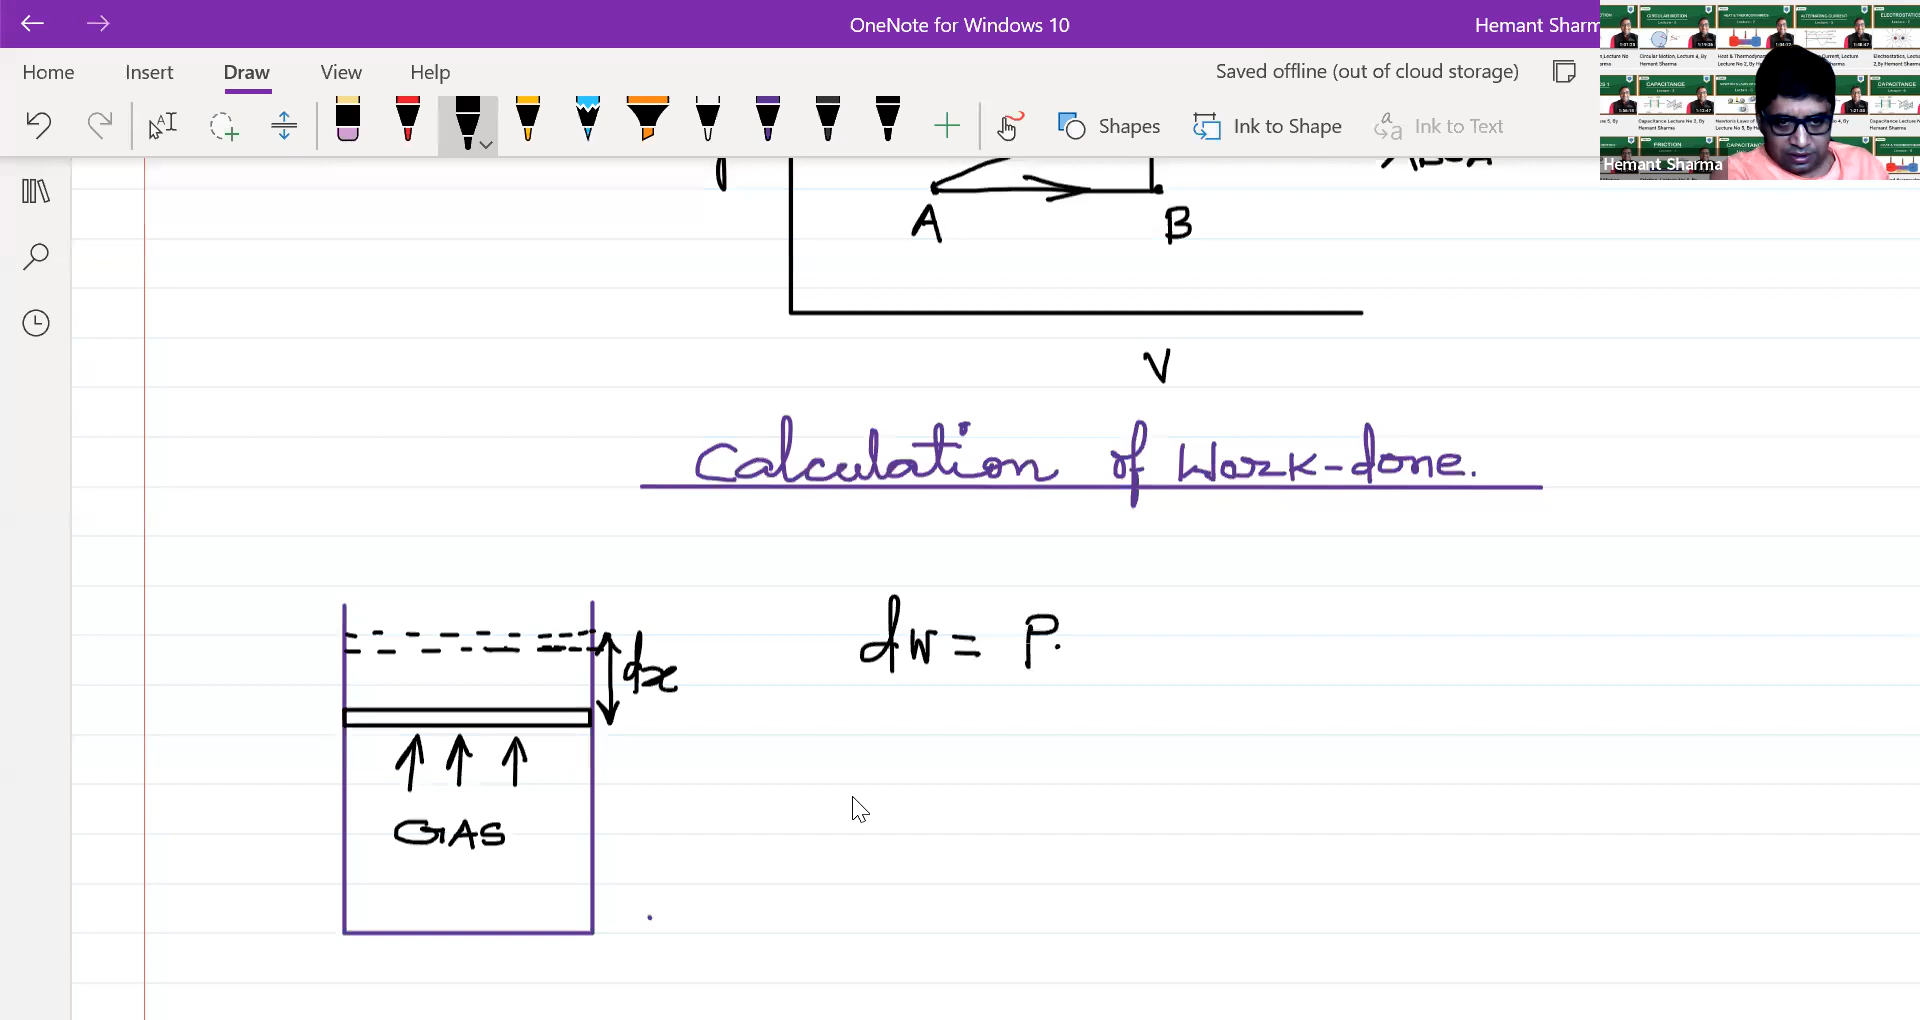 OneNote for Windows 10
Hemant Sharm
Home Insert Draw View Help
Saved offline (out of cloud storage)
Shapes Ink to Shape Ink to Text
Hemant Sharma
A B
V
Calculation of Work-done.
dx
dW = P.
GAS